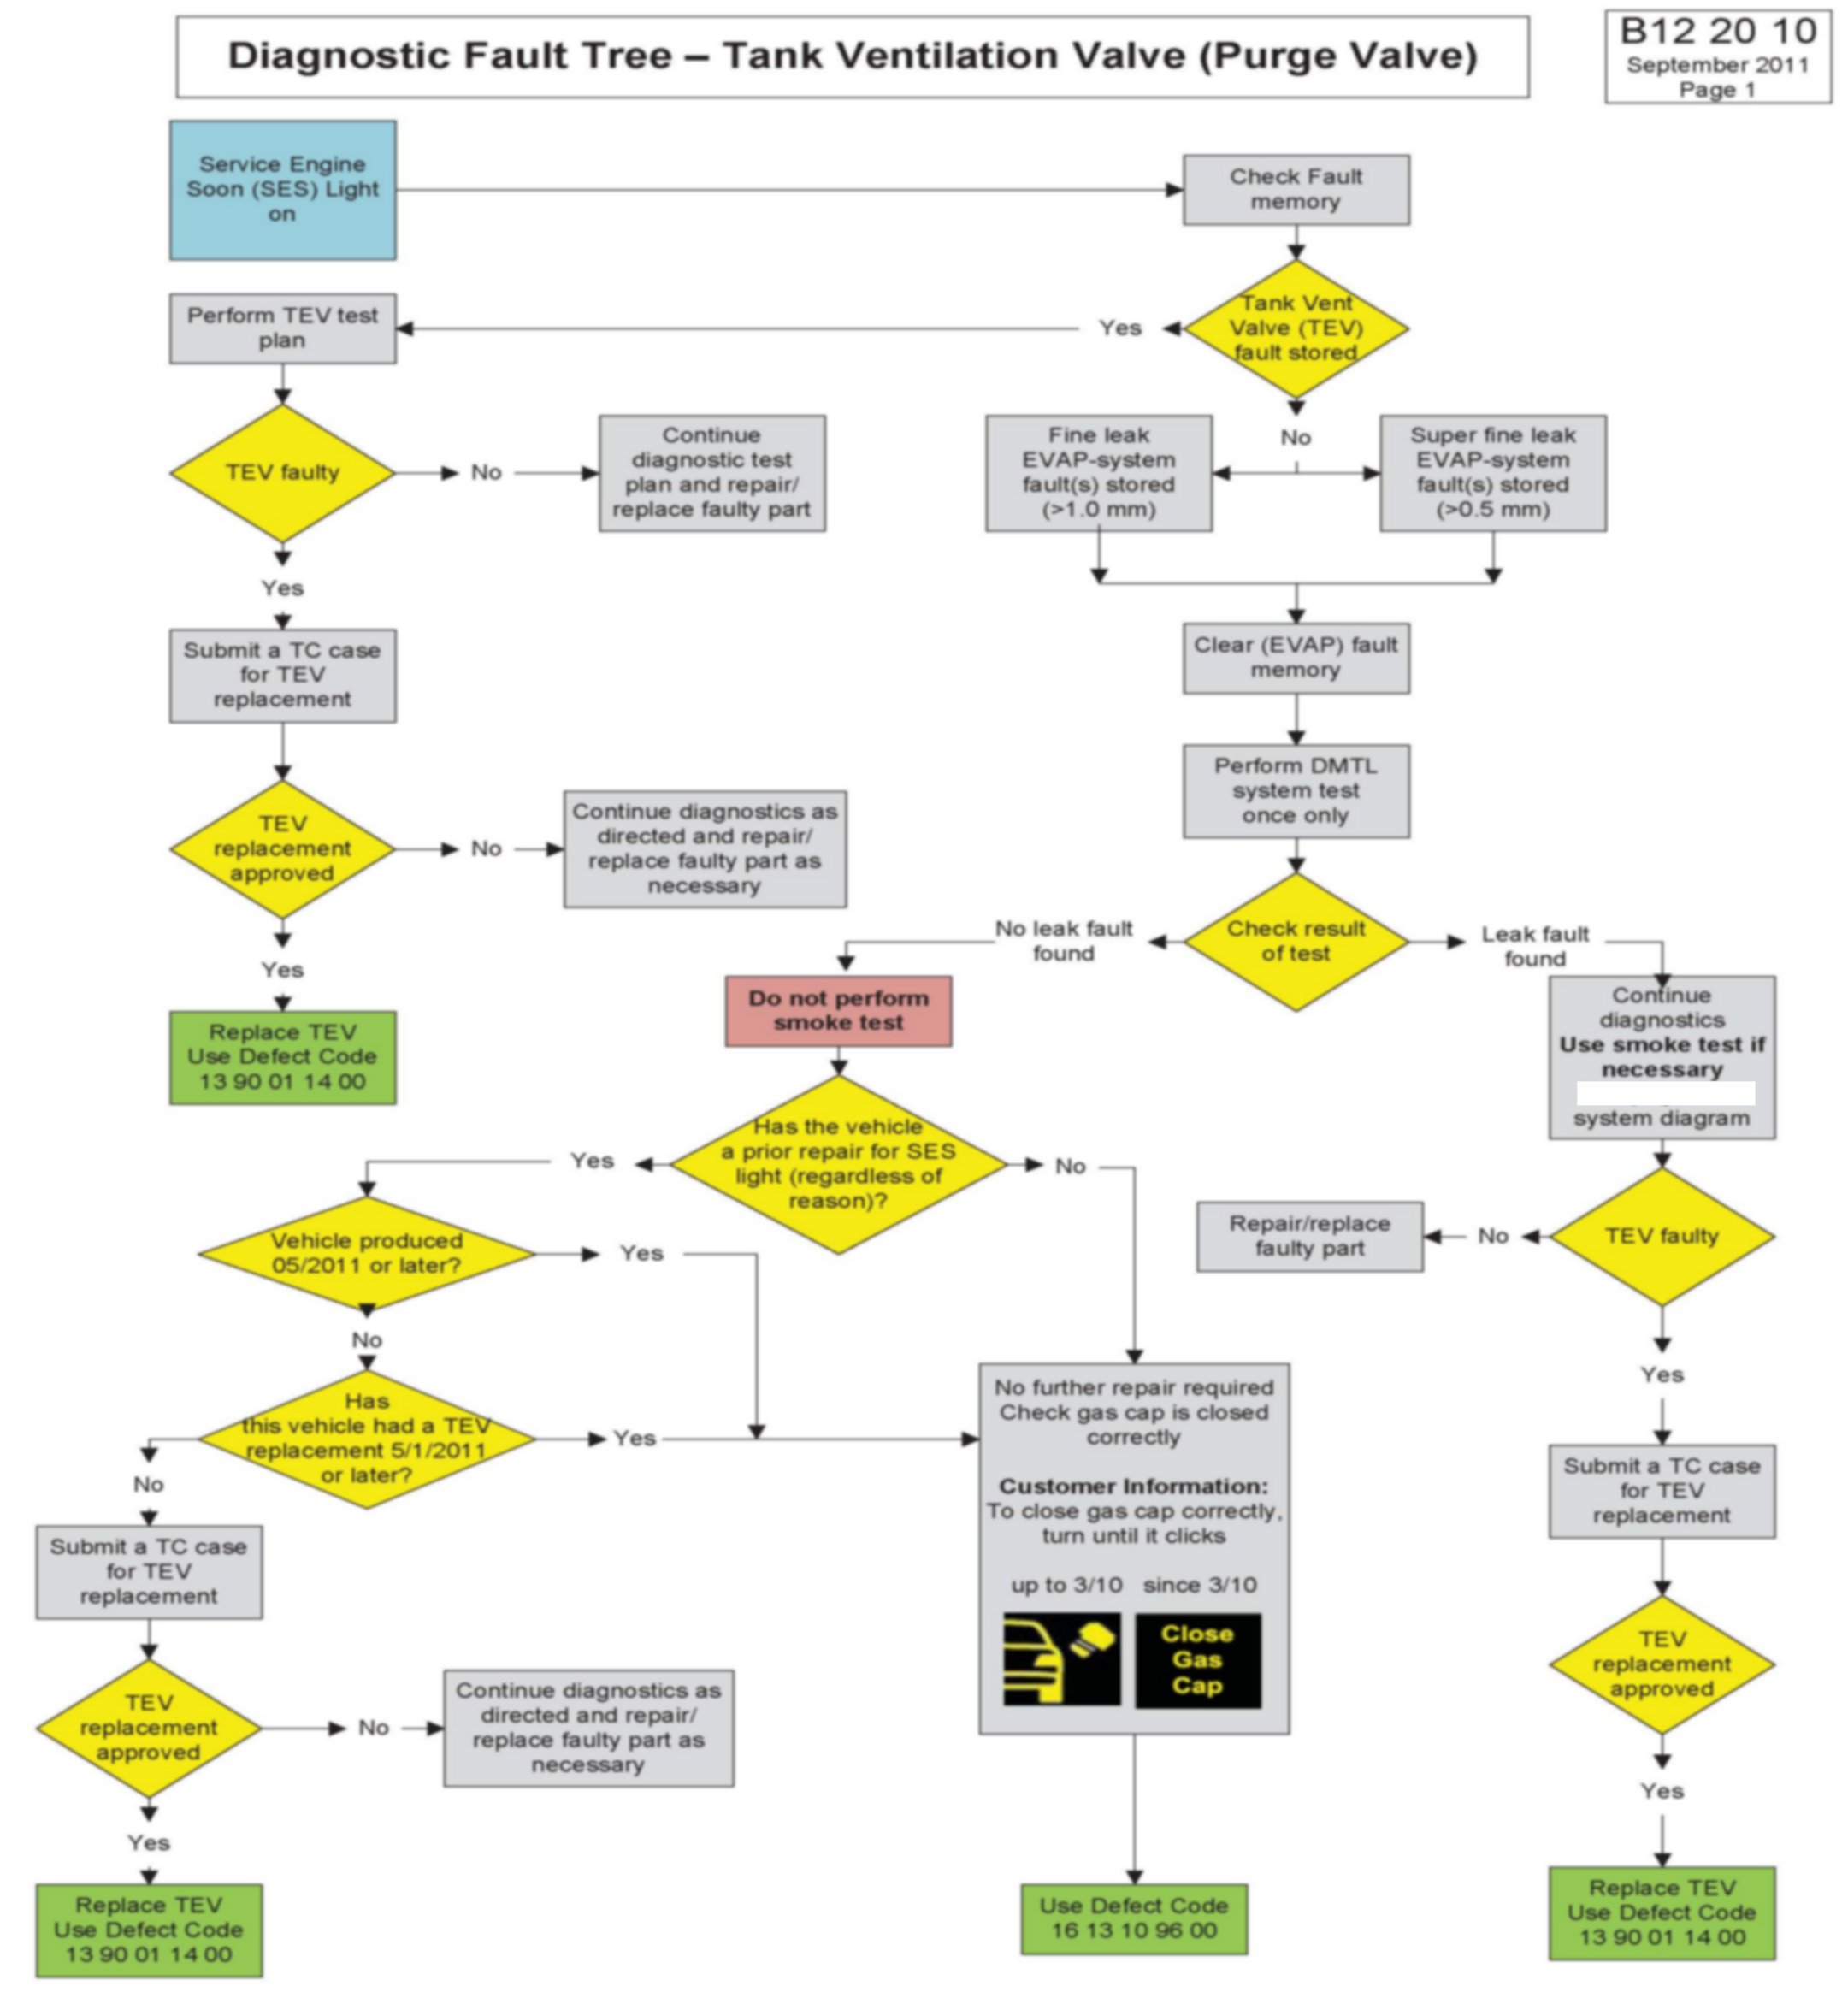 Diagnostic Fault Tree – Tank Ventilation Valve (Purge Valve)
B12 20 10
September 2011
Page 1
Service Engine
Soon (SES) Light
on
Check Fault
memory
Tank Vent
Valve (TEV)
fault stored
Yes
Perform TEV test
plan
No
TEV faulty
No
Continue
diagnostic test
plan and repair/
replace faulty part
Fine leak
EVAP-system
fault(s) stored
(>1.0 mm)
Super fine leak
EVAP-system
fault(s) stored
(>0.5 mm)
Yes
Submit a TC case
for TEV
replacement
Clear (EVAP) fault
memory
Perform DMTL
system test
once only
TEV
replacement
approved
No
Continue diagnostics as
directed and repair/
replace faulty part as
necessary
Yes
Replace TEV
Use Defect Code
13 90 01 14 00
Check result
of test
No leak fault
found
Leak fault
found
Do not perform
smoke test
Continue
diagnostics
Use smoke test if
necessary
system diagram
Has the vehicle
a prior repair for SES
light (regardless of
reason)?
Yes
No
Vehicle produced
05/2011 or later?
Yes
No
TEV faulty
No
Repair/replace
faulty part
Yes
Has
this vehicle had a TEV
replacement 5/1/2011
or later?
Yes
No
No further repair required
Check gas cap is closed
correctly
Customer Information:
To close gas cap correctly,
turn until it clicks
up to 3/10 since 3/10
Close
Gas
Cap
Submit a TC case
for TEV
replacement
Submit a TC case
for TEV
replacement
TEV
replacement
approved
No
Continue diagnostics as
directed and repair/
replace faulty part as
necessary
TEV
replacement
approved
Yes
Yes
Replace TEV
Use Defect Code
13 90 01 14 00
Use Defect Code
16 13 10 96 00
Replace TEV
Use Defect Code
13 90 01 14 00